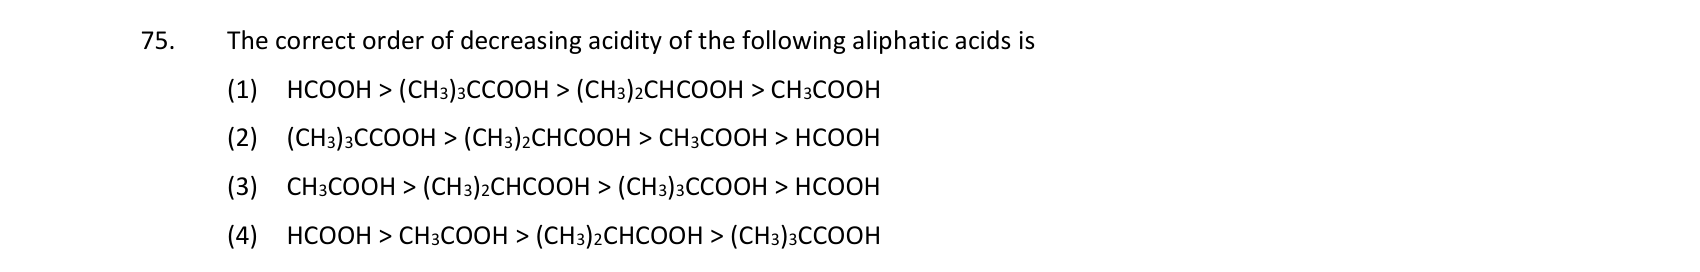 75. The correct order of decreasing acidity of the following aliphatic acids is
(1) HCOOH > (CH₃)₃CCOOH > (CH₃)₂CHCOOH > CH₃COOH
(2) (CH₃)₃CCOOH > (CH₃)₂CHCOOH > CH₃COOH > HCOOH
(3) CH₃COOH > (CH₃)₂CHCOOH > (CH₃)₃CCOOH > HCOOH
(4) HCOOH > CH₃COOH > (CH₃)₂CHCOOH > (CH₃)₃CCOOH